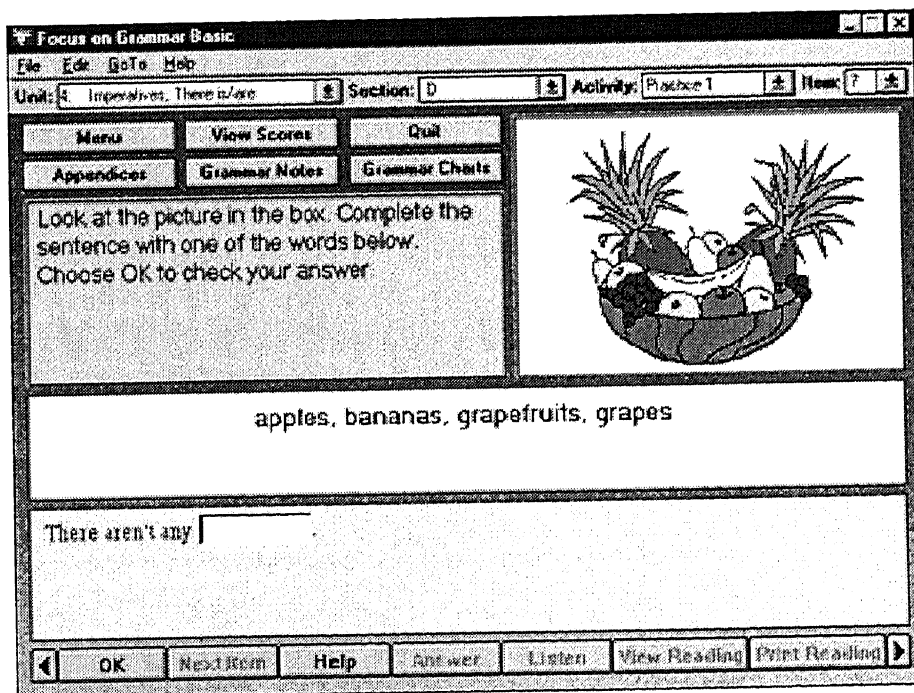 Focus on Grammar Basic
File Edit GoTo Help
Unit: 4: Imperatives, There is/are Section: D Activity: Practice 1 Item: 7
Menu View Scores Quit
Appendices Grammar Notes Grammar Charts
Look at the picture in the box. Complete the
sentence with one of the words below.
Choose OK to check your answer
apples, bananas, grapefruits, grapes
There aren't any .
OK Next Item Help Answer Listen View Reading Print Reading